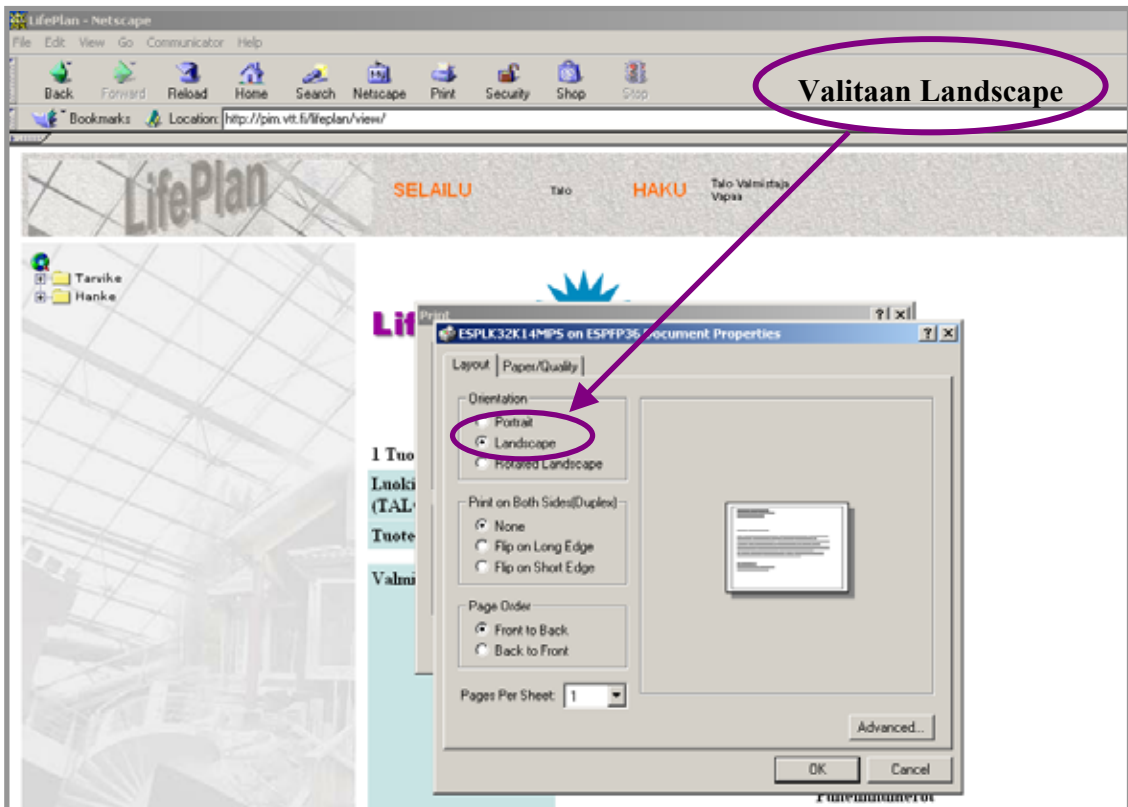 LifePlan - Netscape
File Edit View Go Communicator Help
Back Forward Reload Home Search Netscape Print Security Shop Stop
Valitaan Landscape
Bookmarks Location: http://pim.vtt.fi/lifeplan/view/
LifePlan
SELAILU Talo HAKU Talo Valmistaja
Vapaa
Tarvike
Hanke
Lif
Print
ESPLK32K14MPS on ESPFP36 Document Properties
Layout Paper/Quality
Orientation
Portrait
Landscape
Rotated Landscape
1 Tuo
Luoki
(TAL
Tuote
Valmi
Print on Both Sides(Duplex)
None
Flip on Long Edge
Flip on Short Edge
Page Order
Front to Back
Back to Front
Pages Per Sheet: 1
Advanced...
OK Cancel
Puhelinnumerot